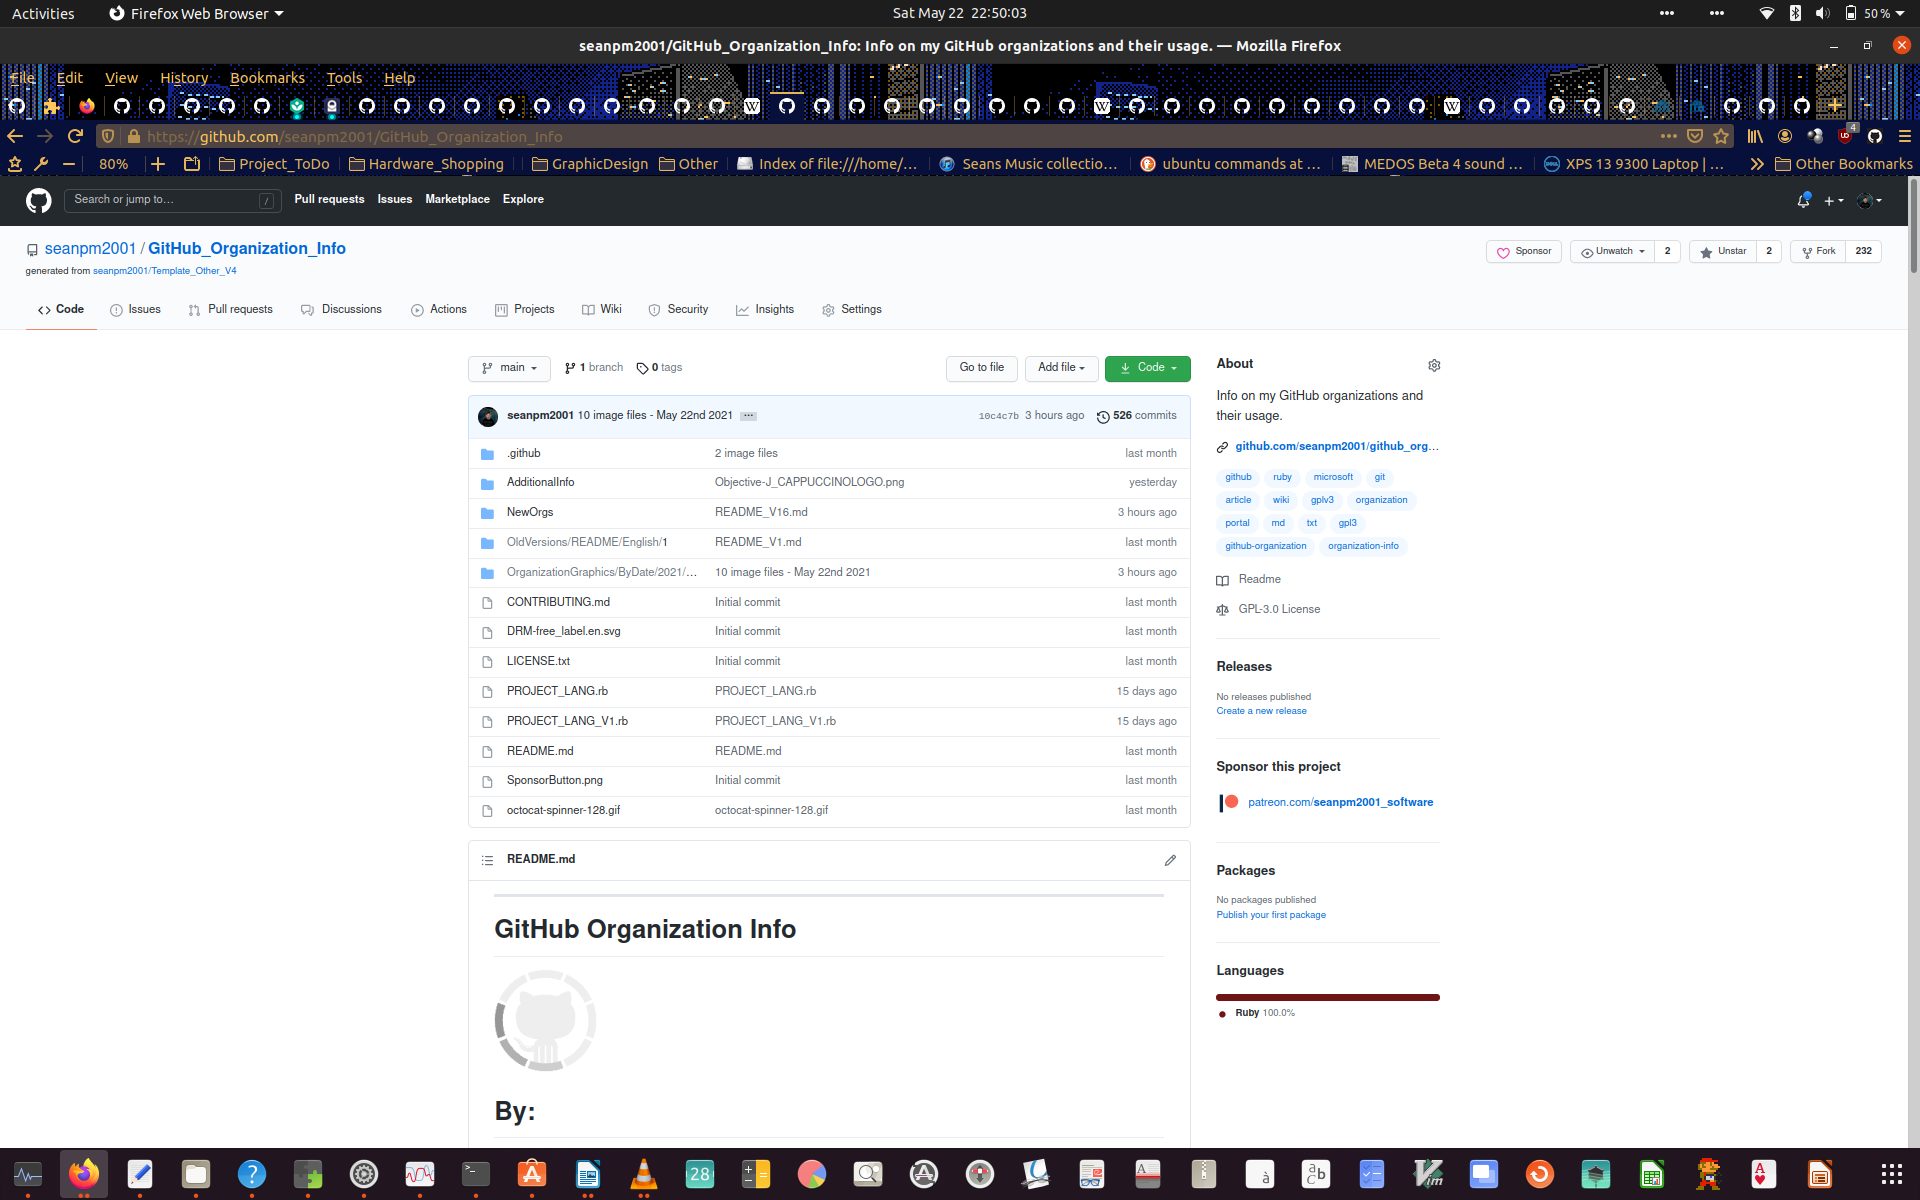 Activities Firefox Web Browser Sat May 22 22:50:03 50 %
seanpm2001/GitHub_Organization_Info: Info on my GitHub organizations and their usage. — Mozilla Firefox
File Edit View History Bookmarks Tools Help
https://github.com/seanpm2001/GitHub_Organization_Info 4
80% Project_ToDo Hardware_Shopping GraphicDesign Other Index of file:///home/... Seans Music collectio... ubuntu commands at ... MEDOS Beta 4 sound ... XPS 13 9300 Laptop | ... Other Bookmarks
Search or jump to... / Pull requests Issues Marketplace Explore
seanpm2001 / GitHub_Organization_Info Sponsor Unwatch 2 Unstar 2 Fork 232
generated from seanpm2001/Template_Other_V4
Code Issues Pull requests Discussions Actions Projects Wiki Security Insights Settings
main 1 branch 0 tags Go to file Add file Code
seanpm2001 10 image files - May 22nd 2021 ... 10c4c7b 3 hours ago 526 commits
.github 2 image files last month
AdditionalInfo Objective-J_CAPPUCCINOLOGO.png yesterday
NewOrgs README_V16.md 3 hours ago
OldVersions/README/English/1 README_V1.md last month
OrganizationGraphics/ByDate/2021/... 10 image files - May 22nd 2021 3 hours ago
CONTRIBUTING.md Initial commit last month
DRM-free_label.en.svg Initial commit last month
LICENSE.txt Initial commit last month
PROJECT_LANG.rb PROJECT_LANG.rb 15 days ago
PROJECT_LANG_V1.rb PROJECT_LANG_V1.rb 15 days ago
README.md README.md last month
SponsorButton.png Initial commit last month
octocat-spinner-128.gif octocat-spinner-128.gif last month
README.md
GitHub Organization Info
By:
About
Info on my GitHub organizations and
their usage.
github.com/seanpm2001/github_org...
github ruby microsoft git
article wiki gplv3 organization
portal md txt gpl3
github-organization organization-info
Readme
GPL-3.0 License
Releases
No releases published
Create a new release
Sponsor this project
patreon.com/seanpm2001_software
Packages
No packages published
Publish your first package
Languages
Ruby 100.0%
28